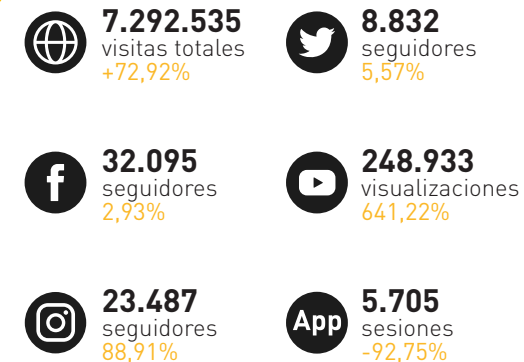 7.292.535
visitas totales
+72,92%
8.832
seguidores
5,57%
32.095
seguidores
2,93%
248.933
visualizaciones
641,22%
23.487
seguidores
88,91%
App
5.705
sesiones
-92,75%